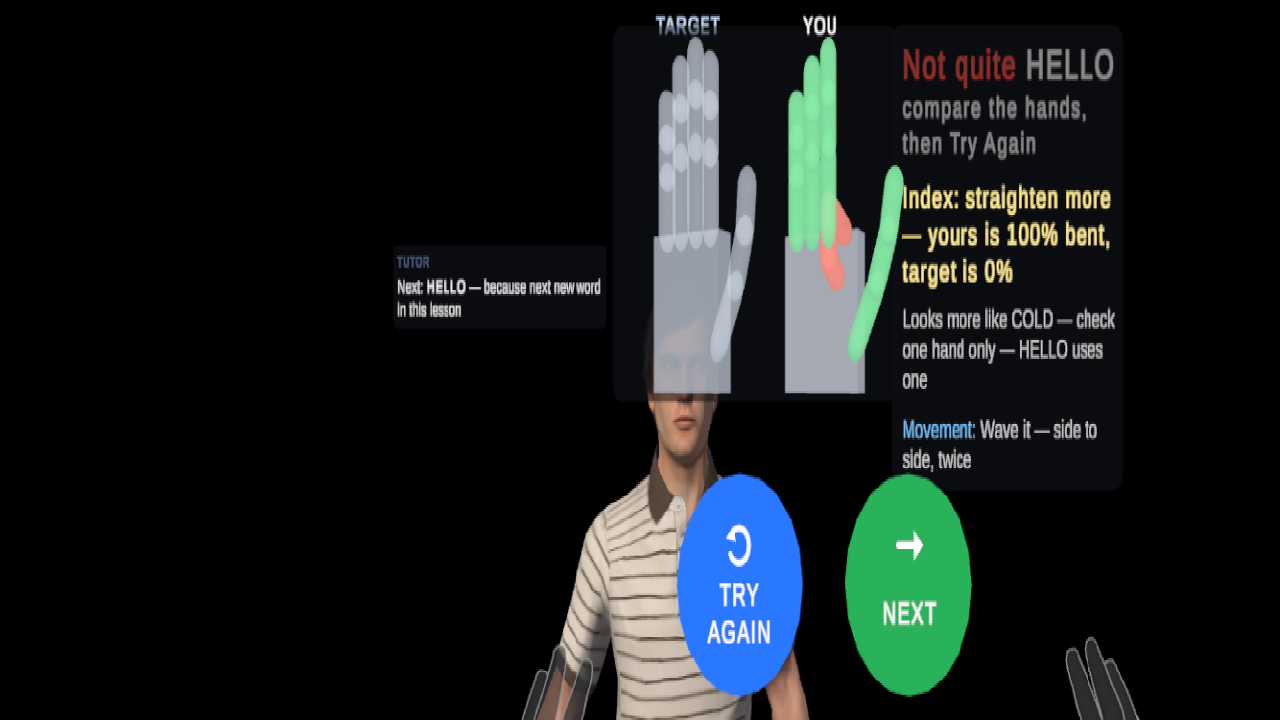 TARGET
YOU
Not quite HELLO
compare the hands,
then Try Again
Index: straighten more
— yours is 100% bent,
target is 0%
Looks more like COLD — check
one hand only — HELLO uses
one
Movement: Wave it — side to
side, twice
TUTOR
Next: HELLO — because next new word
in this lesson
TRY
AGAIN
NEXT